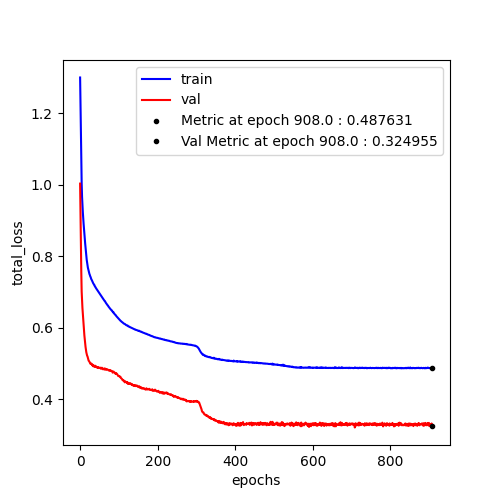 train
val
Metric at epoch 908.0 : 0.487631
Val Metric at epoch 908.0 : 0.324955
1.2
1.0
0.8
0.6
0.4
total_loss
0 200 400 600 800
epochs